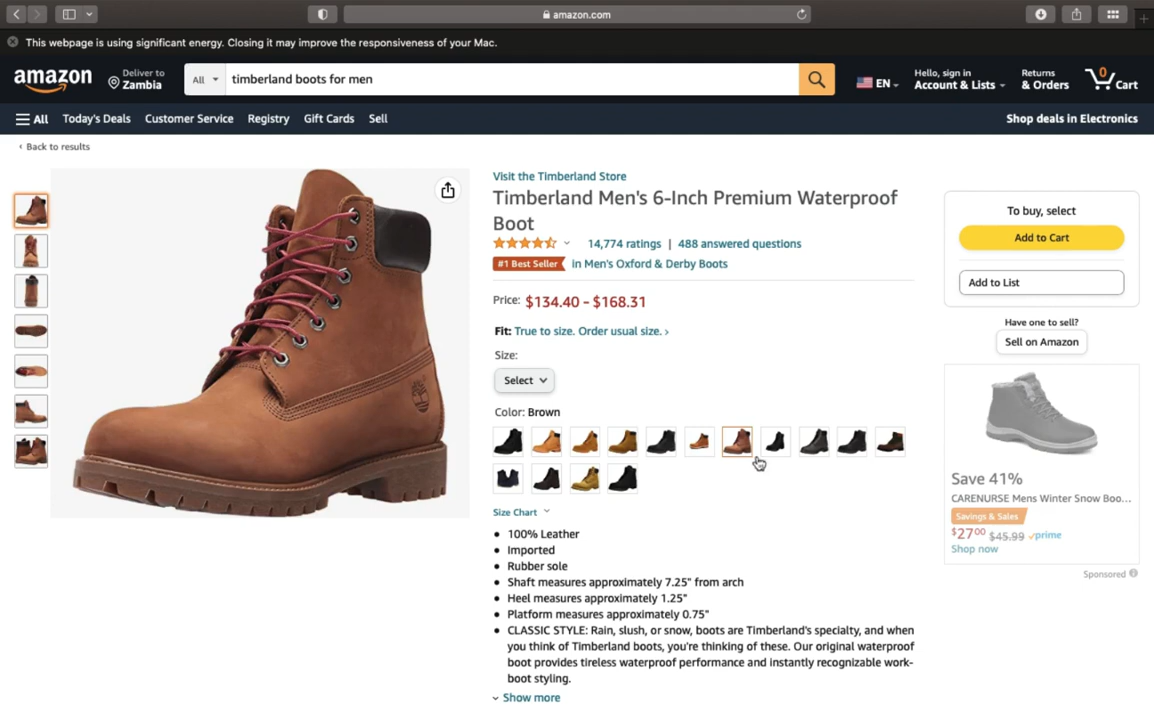 amazon.com
This webpage is using significant energy. Closing it may improve the responsiveness of your Mac.
amazon
Deliver to
Zambia
All
timberland boots for men
EN
Hello, sign in
Account & Lists
Returns
& Orders
0
Cart
All
Today's Deals
Customer Service
Registry
Gift Cards
Sell
Shop deals in Electronics
‹ Back to results
Visit the Timberland Store
Timberland Men's 6-Inch Premium Waterproof
Boot
14,774 ratings | 488 answered questions
#1 Best Seller in Men's Oxford & Derby Boots
Price: $134.40 - $168.31
Fit: True to size. Order usual size. ›
Size:
Select
Color: Brown
Size Chart
• 100% Leather
• Imported
• Rubber sole
• Shaft measures approximately 7.25" from arch
• Heel measures approximately 1.25"
• Platform measures approximately 0.75"
• CLASSIC STYLE: Rain, slush, or snow, boots are Timberland's specialty, and when
you think of Timberland boots, you're thinking of these. Our original waterproof
boot provides tireless waterproof performance and instantly recognizable work-
boot styling.
Show more
To buy, select
Add to Cart
Add to List
Have one to sell?
Sell on Amazon
Save 41%
CARENURSE Mens Winter Snow Boo...
Savings & Sales
$2700 $45.99 prime
Shop now
Sponsored